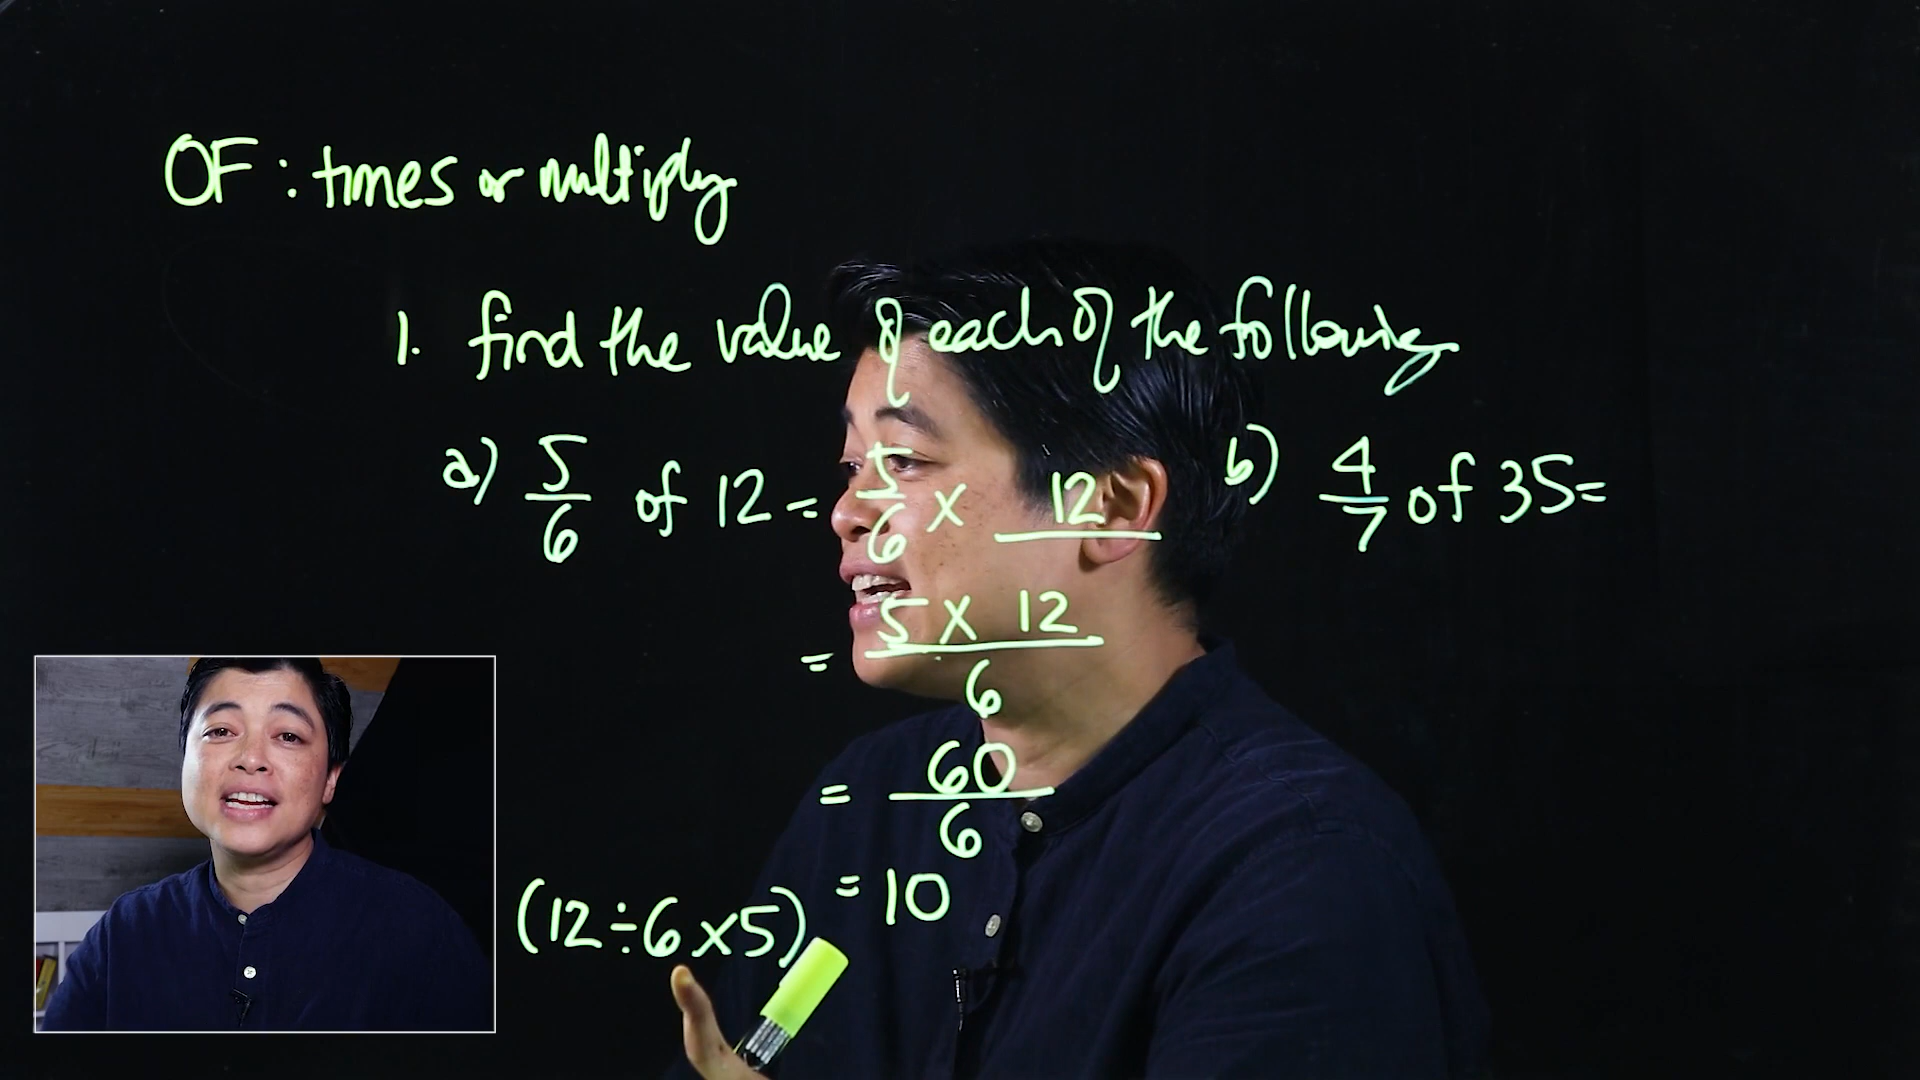 OF : times or multiply
1. find the value of each of the following
a) 5/6 of 12 = 5/6 × 12
= 5 × 12 / 6
= 60/6
(12÷6×5) = 10
b) 4/7 of 35=